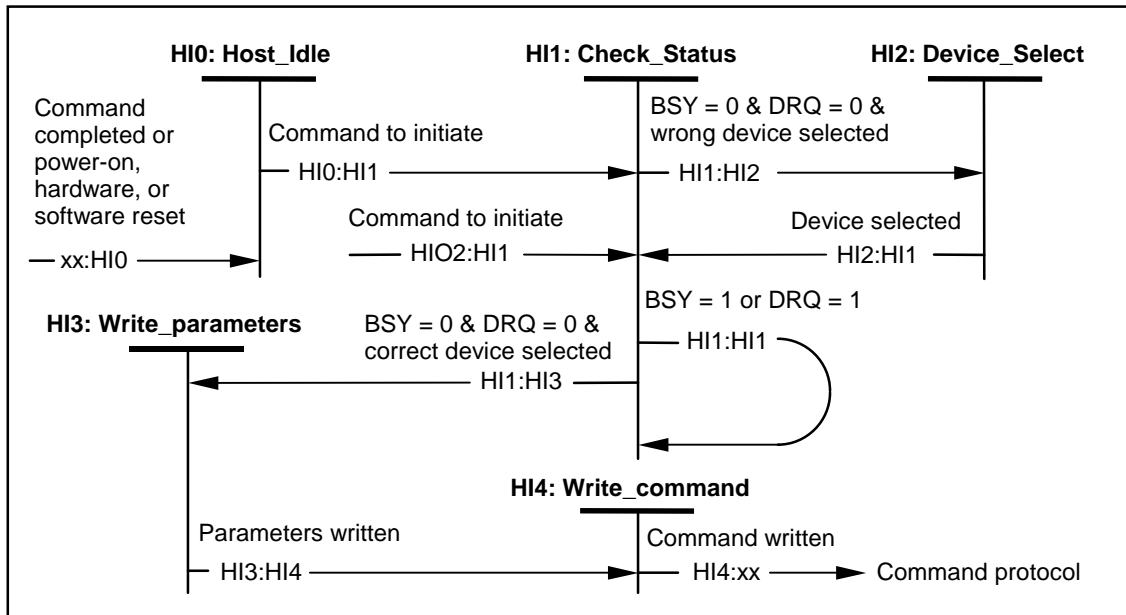 HI0: Host_Idle
HI1: Check_Status
HI2: Device_Select
Command
completed or
power-on,
hardware, or
software reset
xx:HI0
Command to initiate
HI0:HI1
BSY = 0 & DRQ = 0 &
wrong device selected
HI1:HI2
Command to initiate
HIO2:HI1
Device selected
HI2:HI1
HI3: Write_parameters
BSY = 0 & DRQ = 0 &
correct device selected
HI1:HI3
BSY = 1 or DRQ = 1
HI1:HI1
HI4: Write_command
Parameters written
HI3:HI4
Command written
HI4:xx
Command protocol